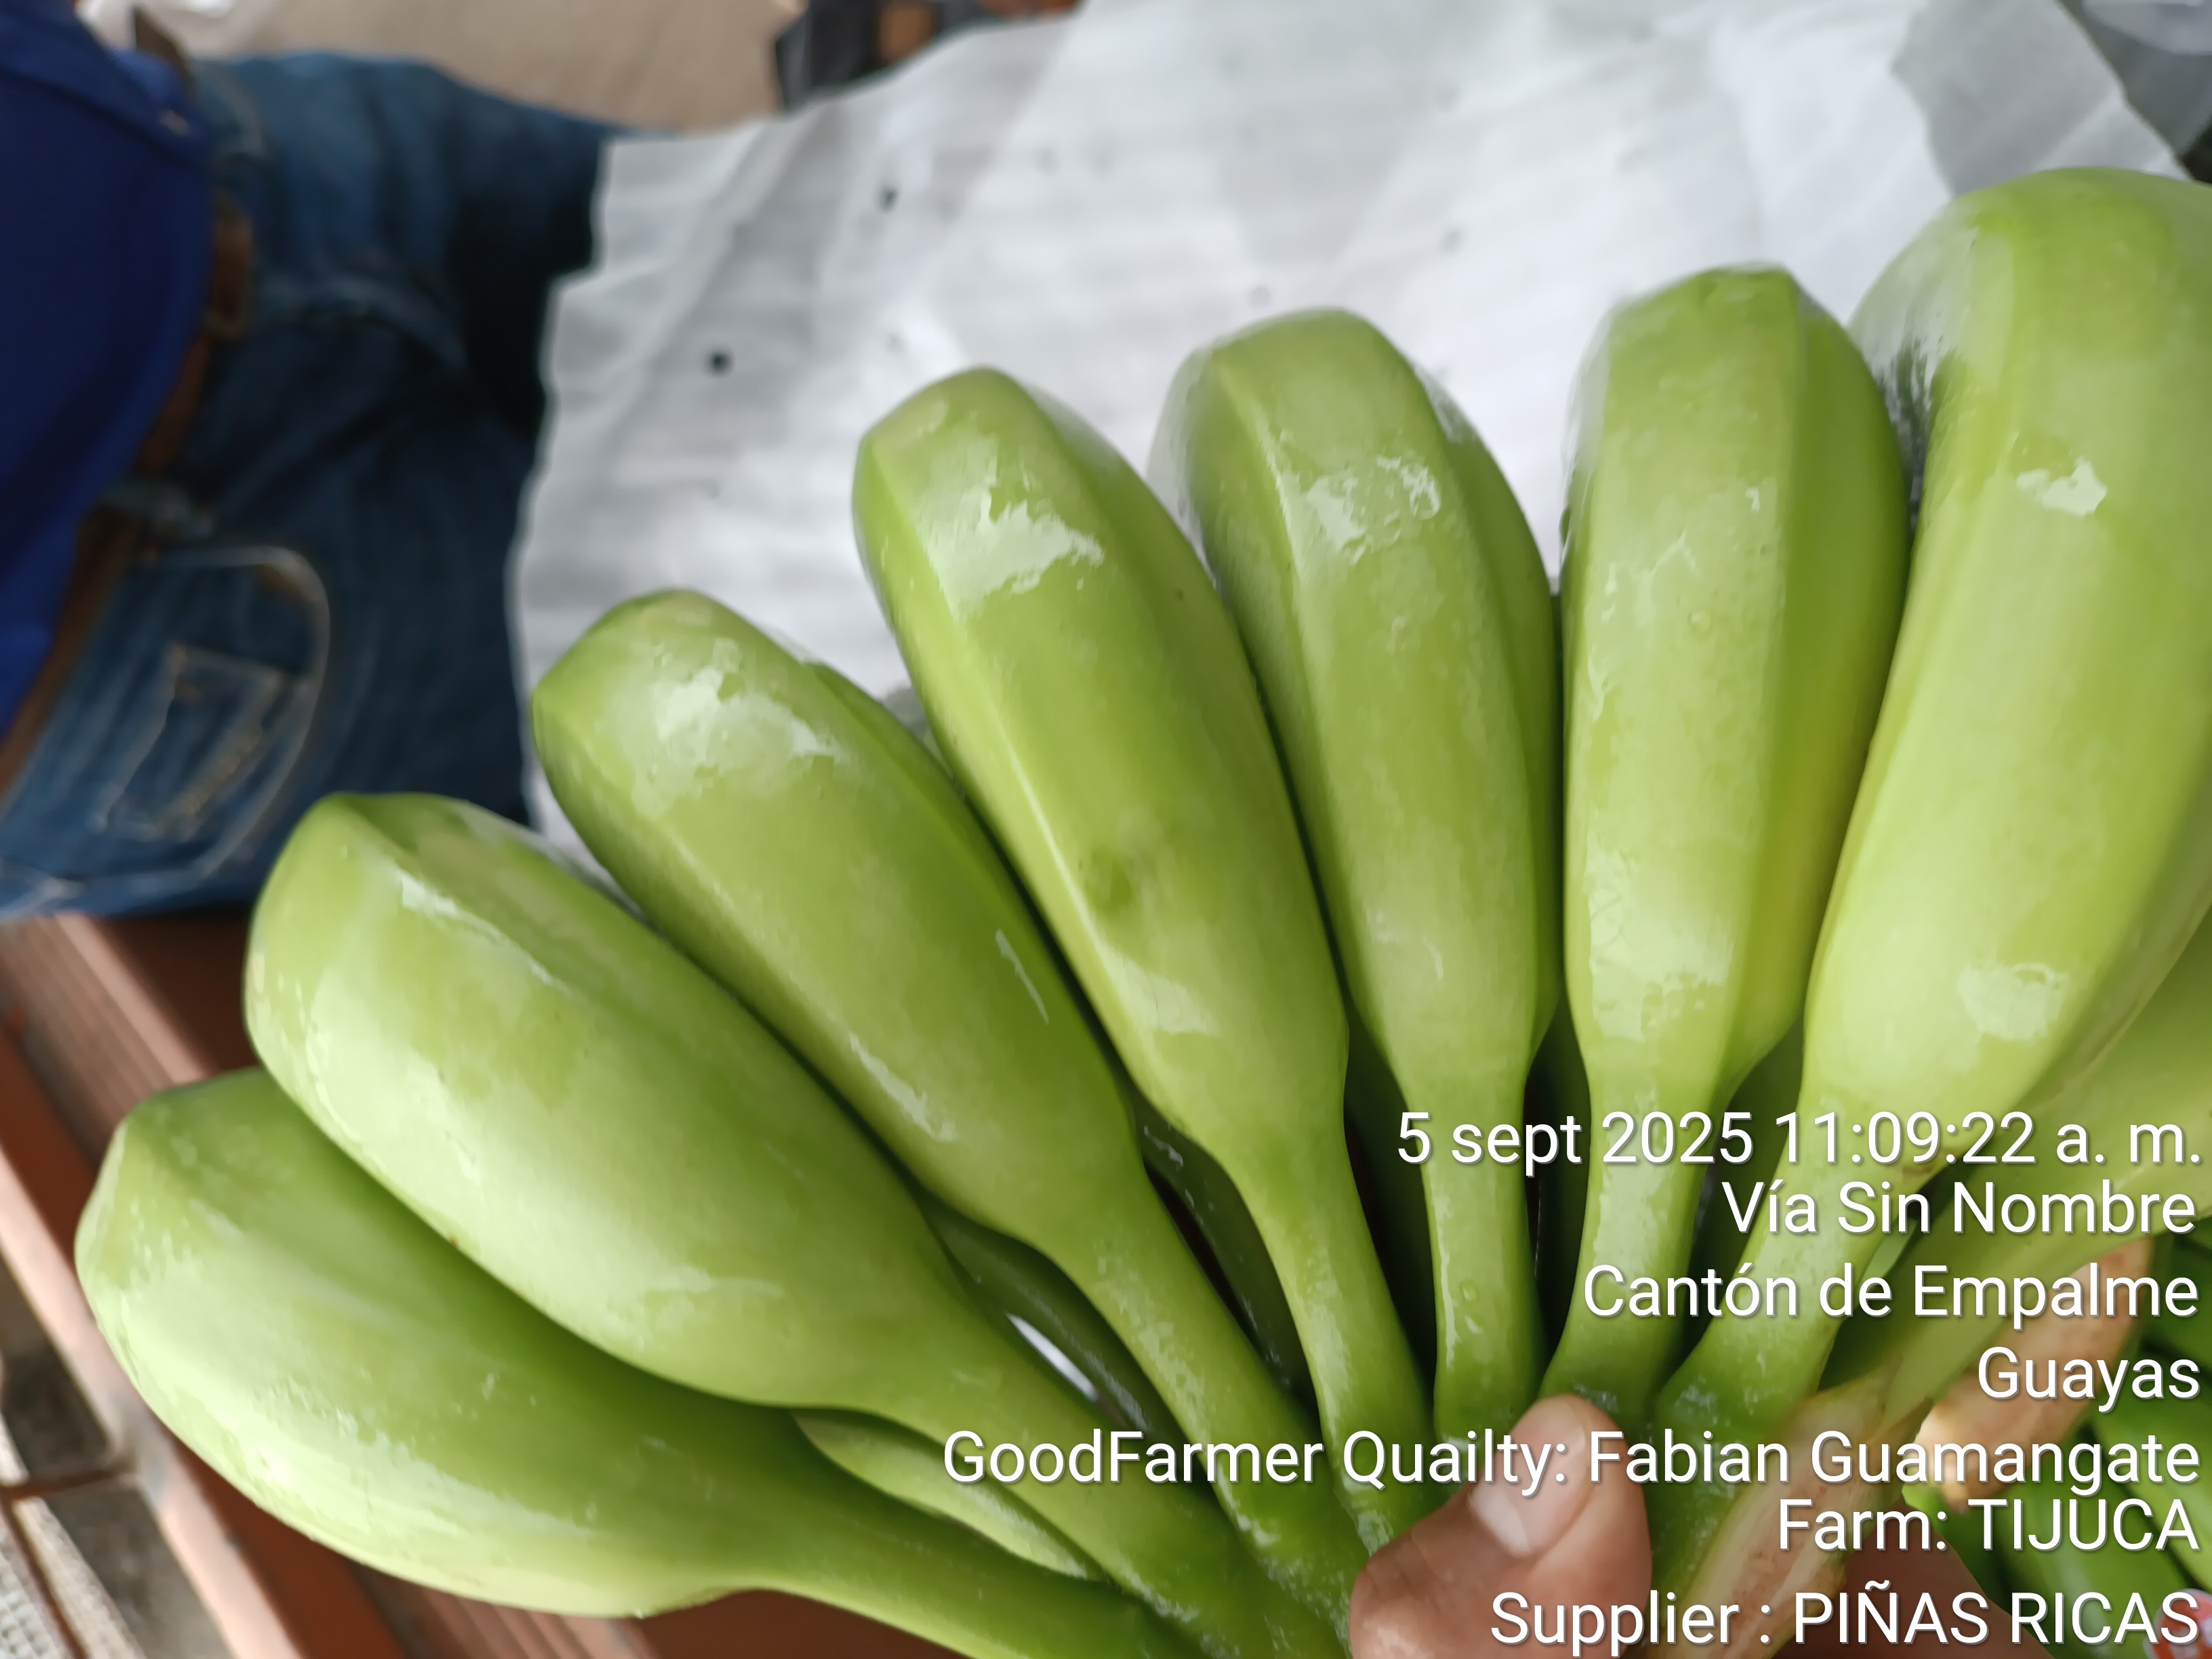 5 sept 2025 11:09:22 a. m.
Vía Sin Nombre
Cantón de Empalme
Guayas
GoodFarmer Quailty: Fabian Guamangate
Farm: TIJUCA
Supplier : PIÑAS RICAS